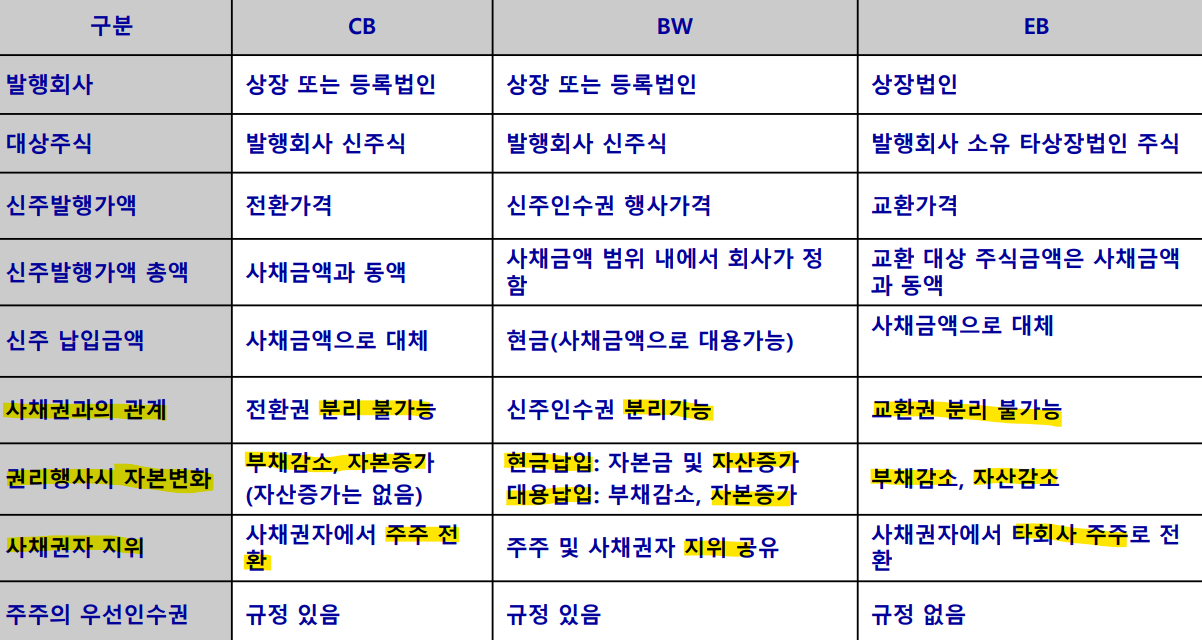 구분 CB BW EB
발행회사 상장 또는 등록법인 상장 또는 등록법인 상장법인
대상주식 발행회사 신주식 발행회사 신주식 발행회사 소유 타상장법인 주식
신주발행가액 전환가격 신주인수권 행사가격 교환가격
신주발행가액 총액 사채금액과 동액 사채금액 범위 내에서 회사가 정
함 교환 대상 주식금액은 사채금액
과 동액
신주 납입금액 사채금액으로 대체 현금(사채금액으로 대용가능) 사채금액으로 대체
사채권과의 관계 전환권 분리 불가능 신주인수권 분리가능 교환권 분리 불가능
권리행사시 자본변화 부채감소, 자본증가
(자산증가는 없음) 현금납입: 자본금 및 자산증가
대용납입: 부채감소, 자본증가 부채감소, 자산감소
사채권자 지위 사채권자에서 주주 전
환 주주 및 사채권자 지위 공유 사채권자에서 타회사 주주로 전
환
주주의 우선인수권 규정 있음 규정 있음 규정 없음